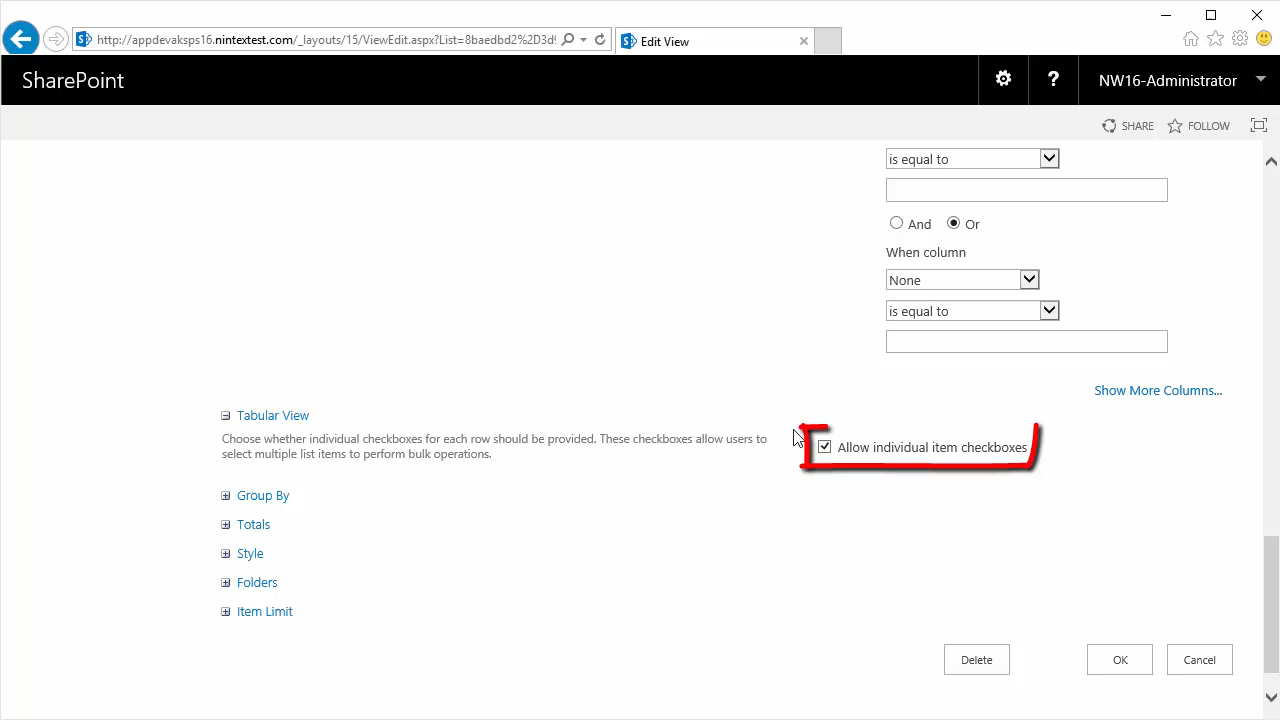 http://appdevaksps16.nintextest.com/_layouts/15/ViewEdit.aspx?List=8baedbd2%2D3d9
Edit View
SharePoint
?
NW16-Administrator
SHARE
FOLLOW
is equal to
And
Or
When column
None
is equal to
Show More Columns...
Tabular View
Choose whether individual checkboxes for each row should be provided. These checkboxes allow users to
select multiple list items to perform bulk operations.
Allow individual item checkboxes
Group By
Totals
Style
Folders
Item Limit
Delete
OK
Cancel